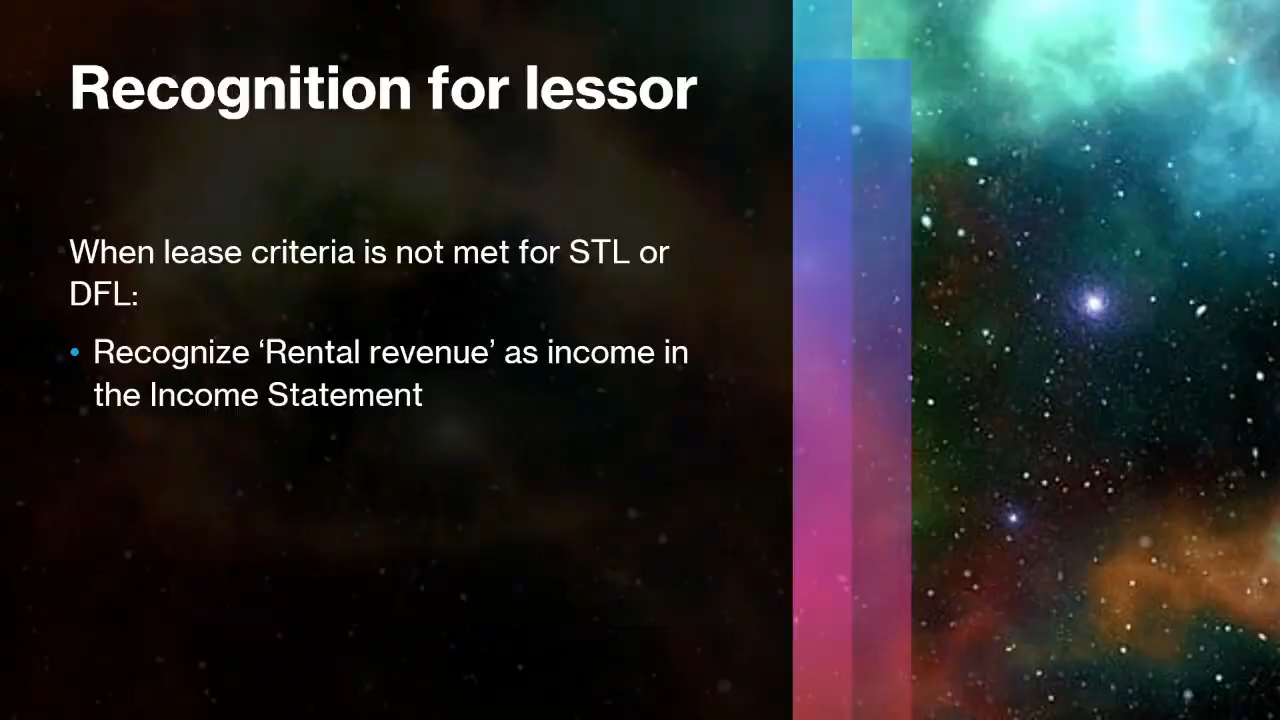 Recognition for lessor
When lease criteria is not met for STL or
DFL:
• Recognize ‘Rental revenue’ as income in
the Income Statement